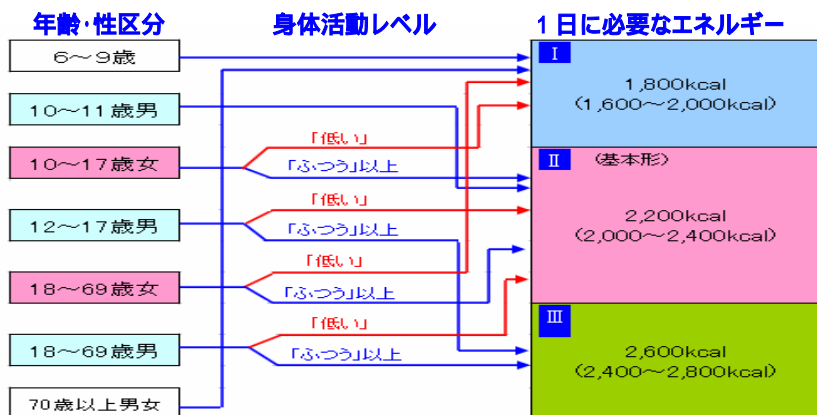 年齢・性区分 身体活動レベル 1日に必要なエネルギー
6～9歳
10～11歳男
10～17歳女
12～17歳男
18～69歳女
18～69歳男
70歳以上男女
「低い」
「ふつう」以上
「低い」
「ふつう」以上
「低い」
「ふつう」以上
「低い」
「ふつう」以上
Ⅰ
1,800kcal
(1,600～2,000kcal)
Ⅱ (基本形)
2,200kcal
(2,000～2,400kcal)
Ⅲ
2,600kcal
(2,400～2,800kcal)